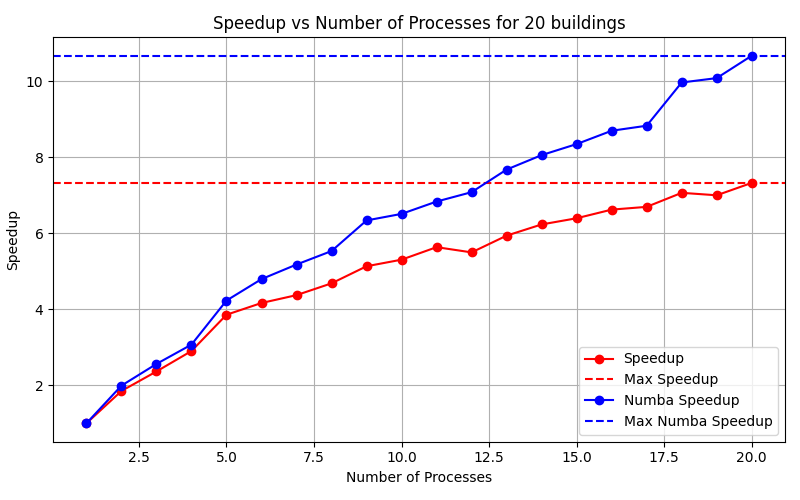 Speedup vs Number of Processes for 20 buildings
Speedup
10
8
6
4
2
2.5 5.0 7.5 10.0 12.5 15.0 17.5 20.0
Number of Processes
Speedup
Max Speedup
Numba Speedup
Max Numba Speedup